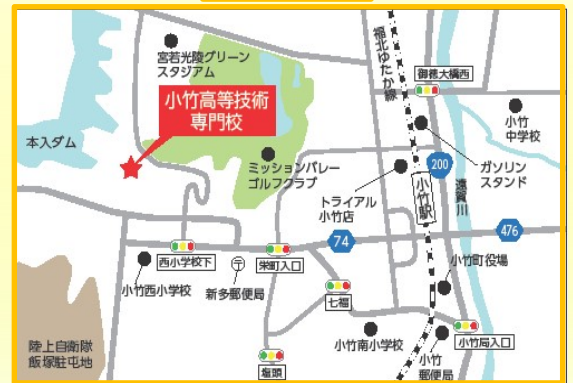 宮若光陵グリーン
スタジアム
福北ゆたか線
御徳大橋西
小竹高等技術
専門校
小竹
中学校
本入ダム
ミッションバレー
ゴルフクラブ
200
ガソリン
スタンド
トライアル
小竹店
小竹駅
遠賀川
74
476
西小学校下
栄町入口
小竹町役場
小竹西小学校
新多郵便局
七福
陸上自衛隊
飯塚駐屯地
塩頭
小竹南小学校
小竹局入口
小竹
郵便局